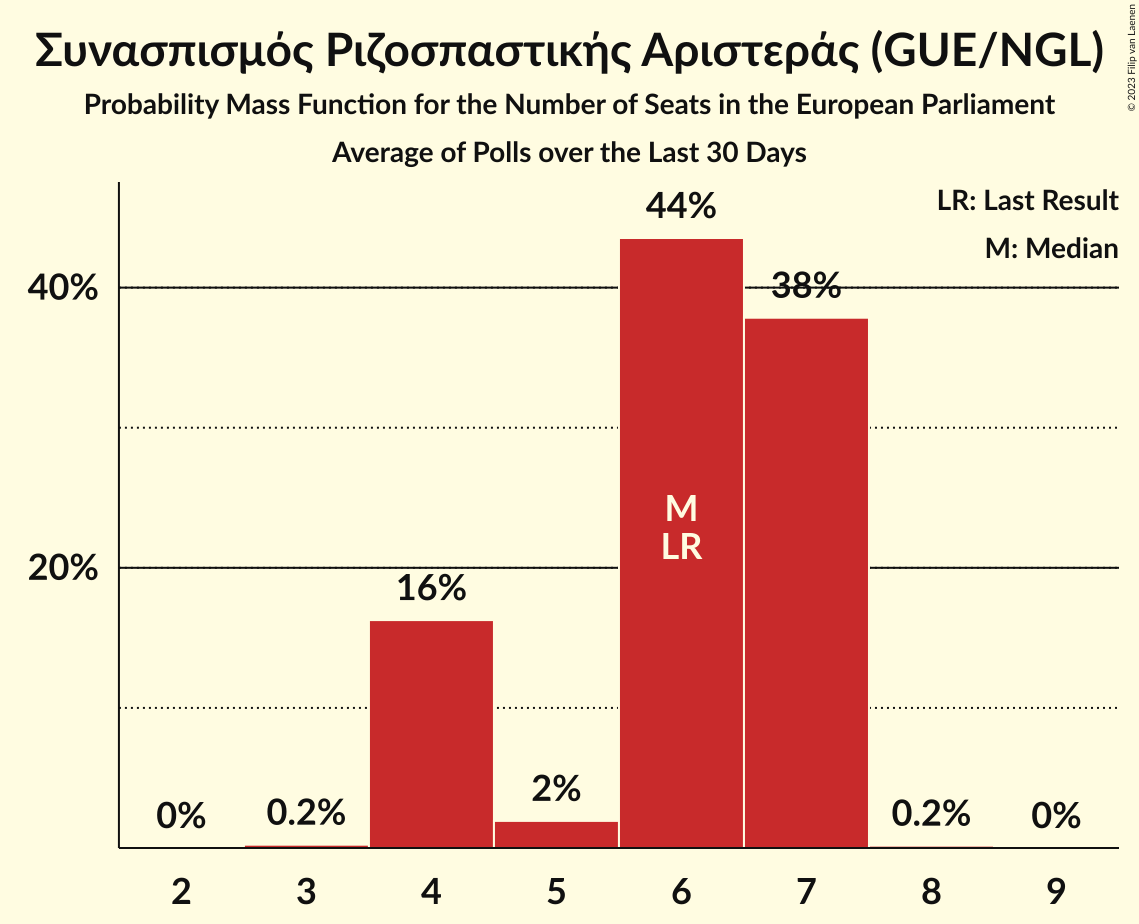 Συνασπισμός Ριζοσπαστικής Αριστεράς (GUE/NGL)
Probability Mass Function for the Number of Seats in the European Parliament
Average of Polls over the Last 30 Days
© 2023 Filip van Laenen
LR: Last Result
M: Median
44%
38%
40%
M
LR
20%
16%
2%
0%
0.2%
0.2%
0%
2 3 4 5 6 7 8 9